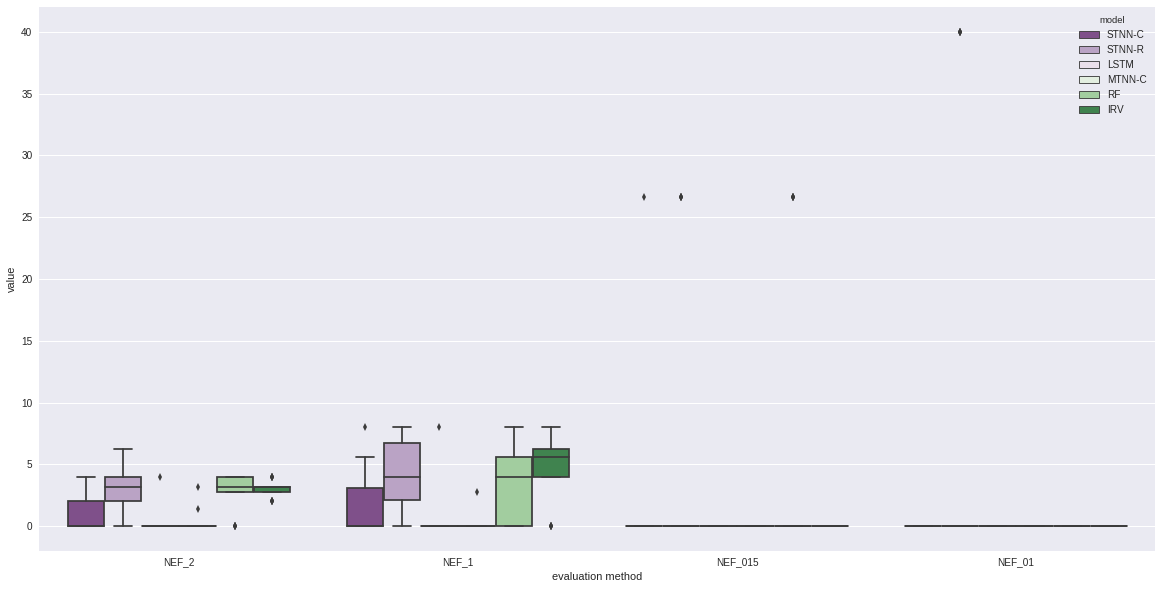 40
35
30
25
20
15
10
5
0
value
NEF_2
NEF_1
NEF_015
NEF_01
evaluation method
model
STNN-C
STNN-R
LSTM
MTNN-C
RF
IRV